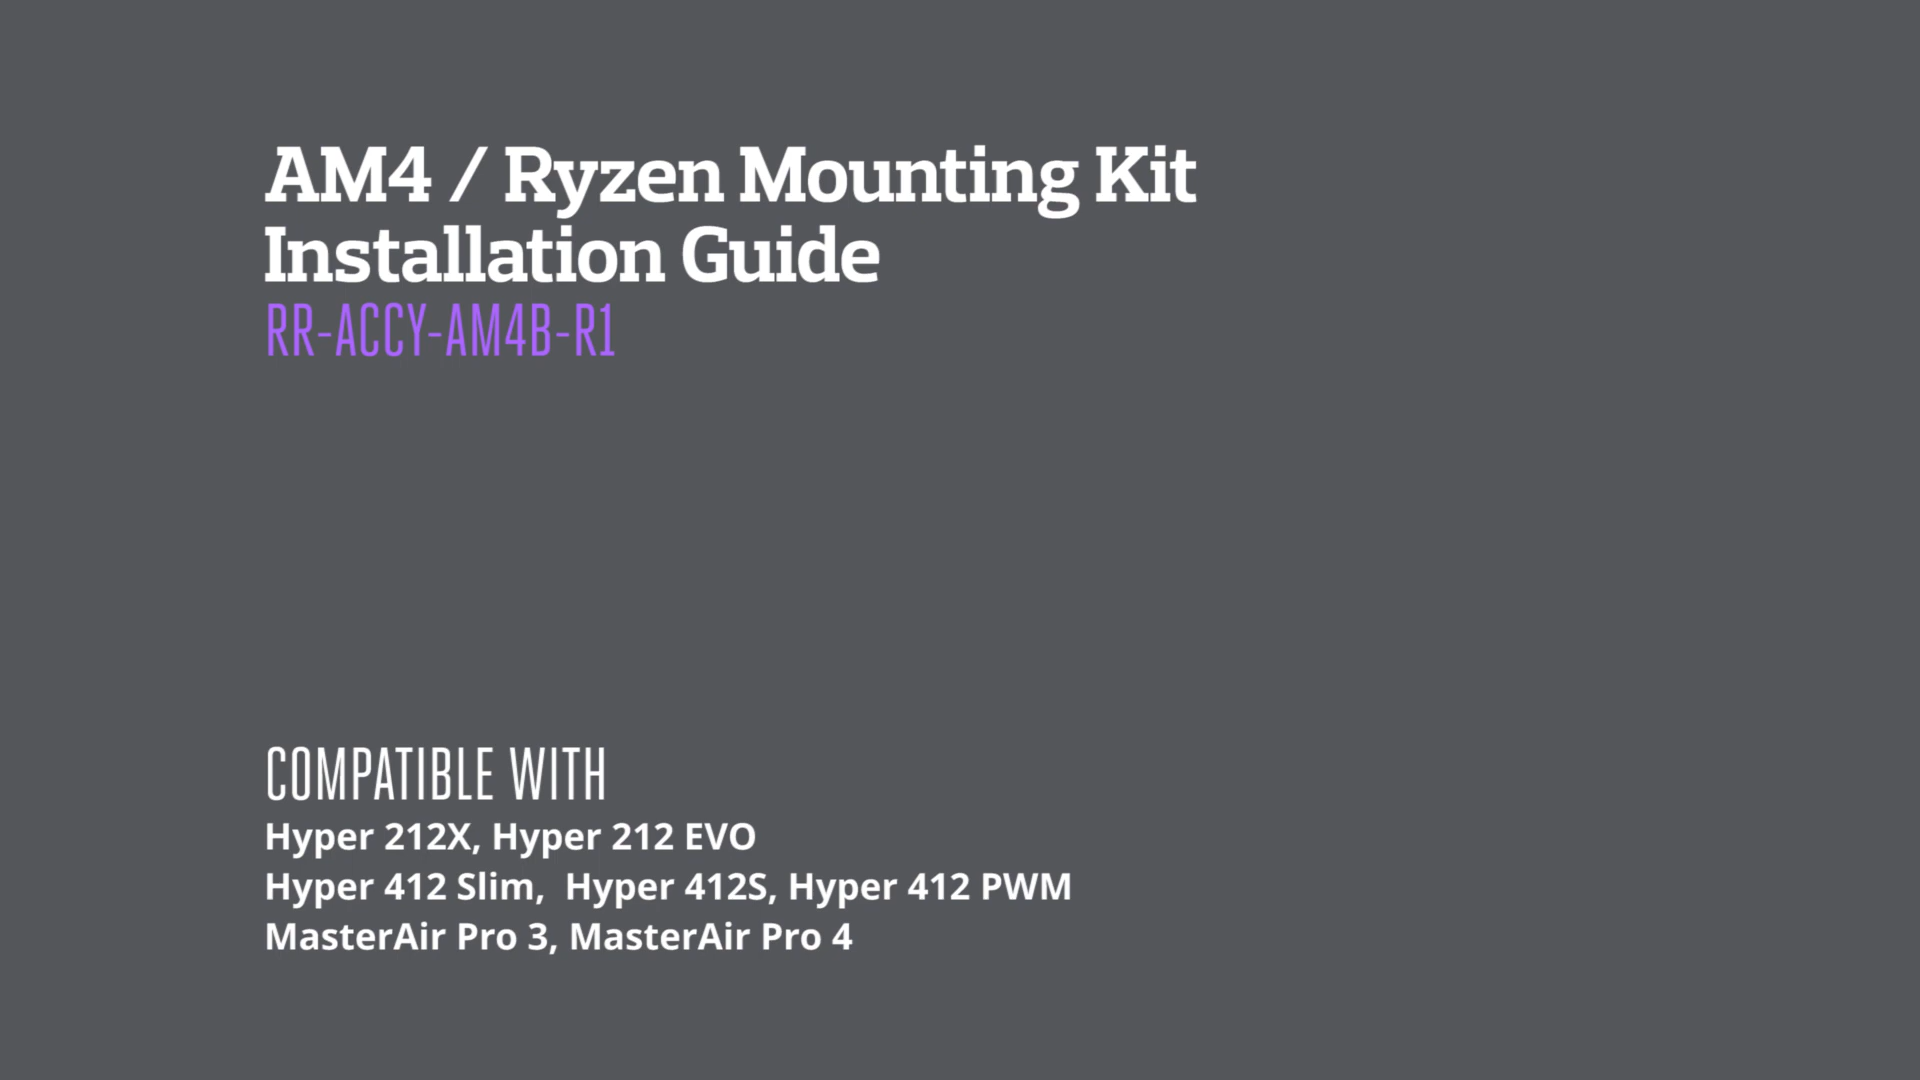 AM4 / Ryzen Mounting Kit
Installation Guide
RR-ACCY-AM4B-R1
COMPATIBLE WITH
Hyper 212X, Hyper 212 EVO
Hyper 412 Slim,  Hyper 412S, Hyper 412 PWM
MasterAir Pro 3, MasterAir Pro 4